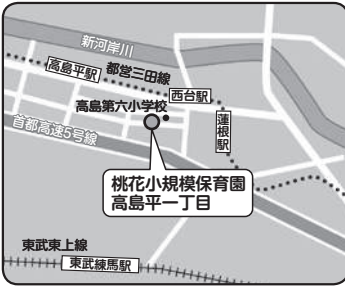 新河岸川
都営三田線
高島平駅
西台駅
高島第六小学校
蓮根駅
首都高速5号線
桃花小規模保育園
高島平一丁目
東武東上線
東武練馬駅